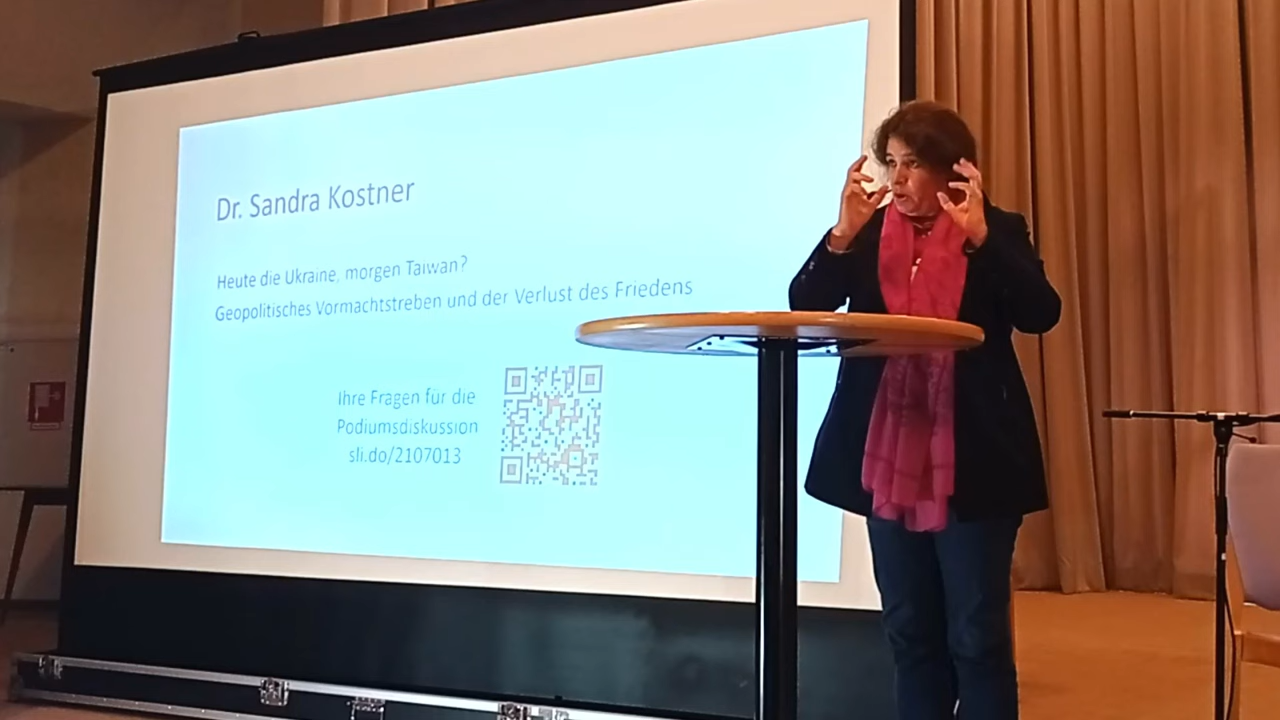 Dr. Sandra Kostner
Heute die Ukraine, morgen Taiwan?
Geopolitisches Vormachtstreben und der Verlust des Friedens
Ihre Fragen für die
Podiumsdiskussion
sli.do/2107013